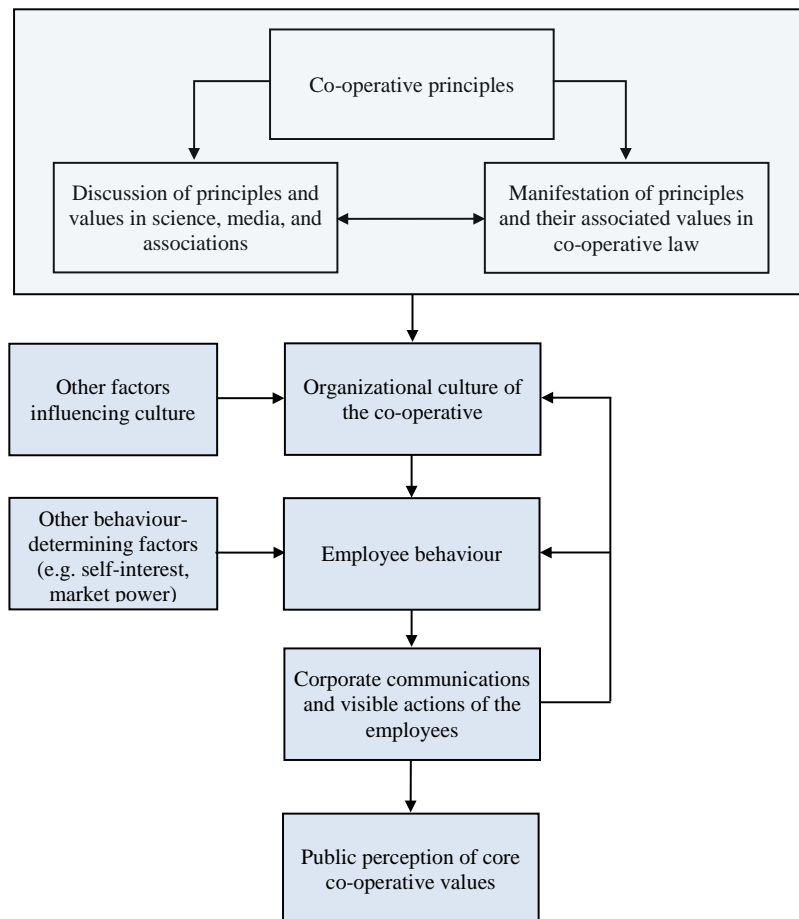 Co-operative principles
Discussion of principles and
values in science, media, and
associations
Manifestation of principles
and their associated values in
co-operative law
Other factors
influencing culture
Organizational culture of
the co-operative
Other behaviour-
determining factors
(e.g. self-interest,
market power)
Employee behaviour
Corporate communications
and visible actions of the
employees
Public perception of core
co-operative values